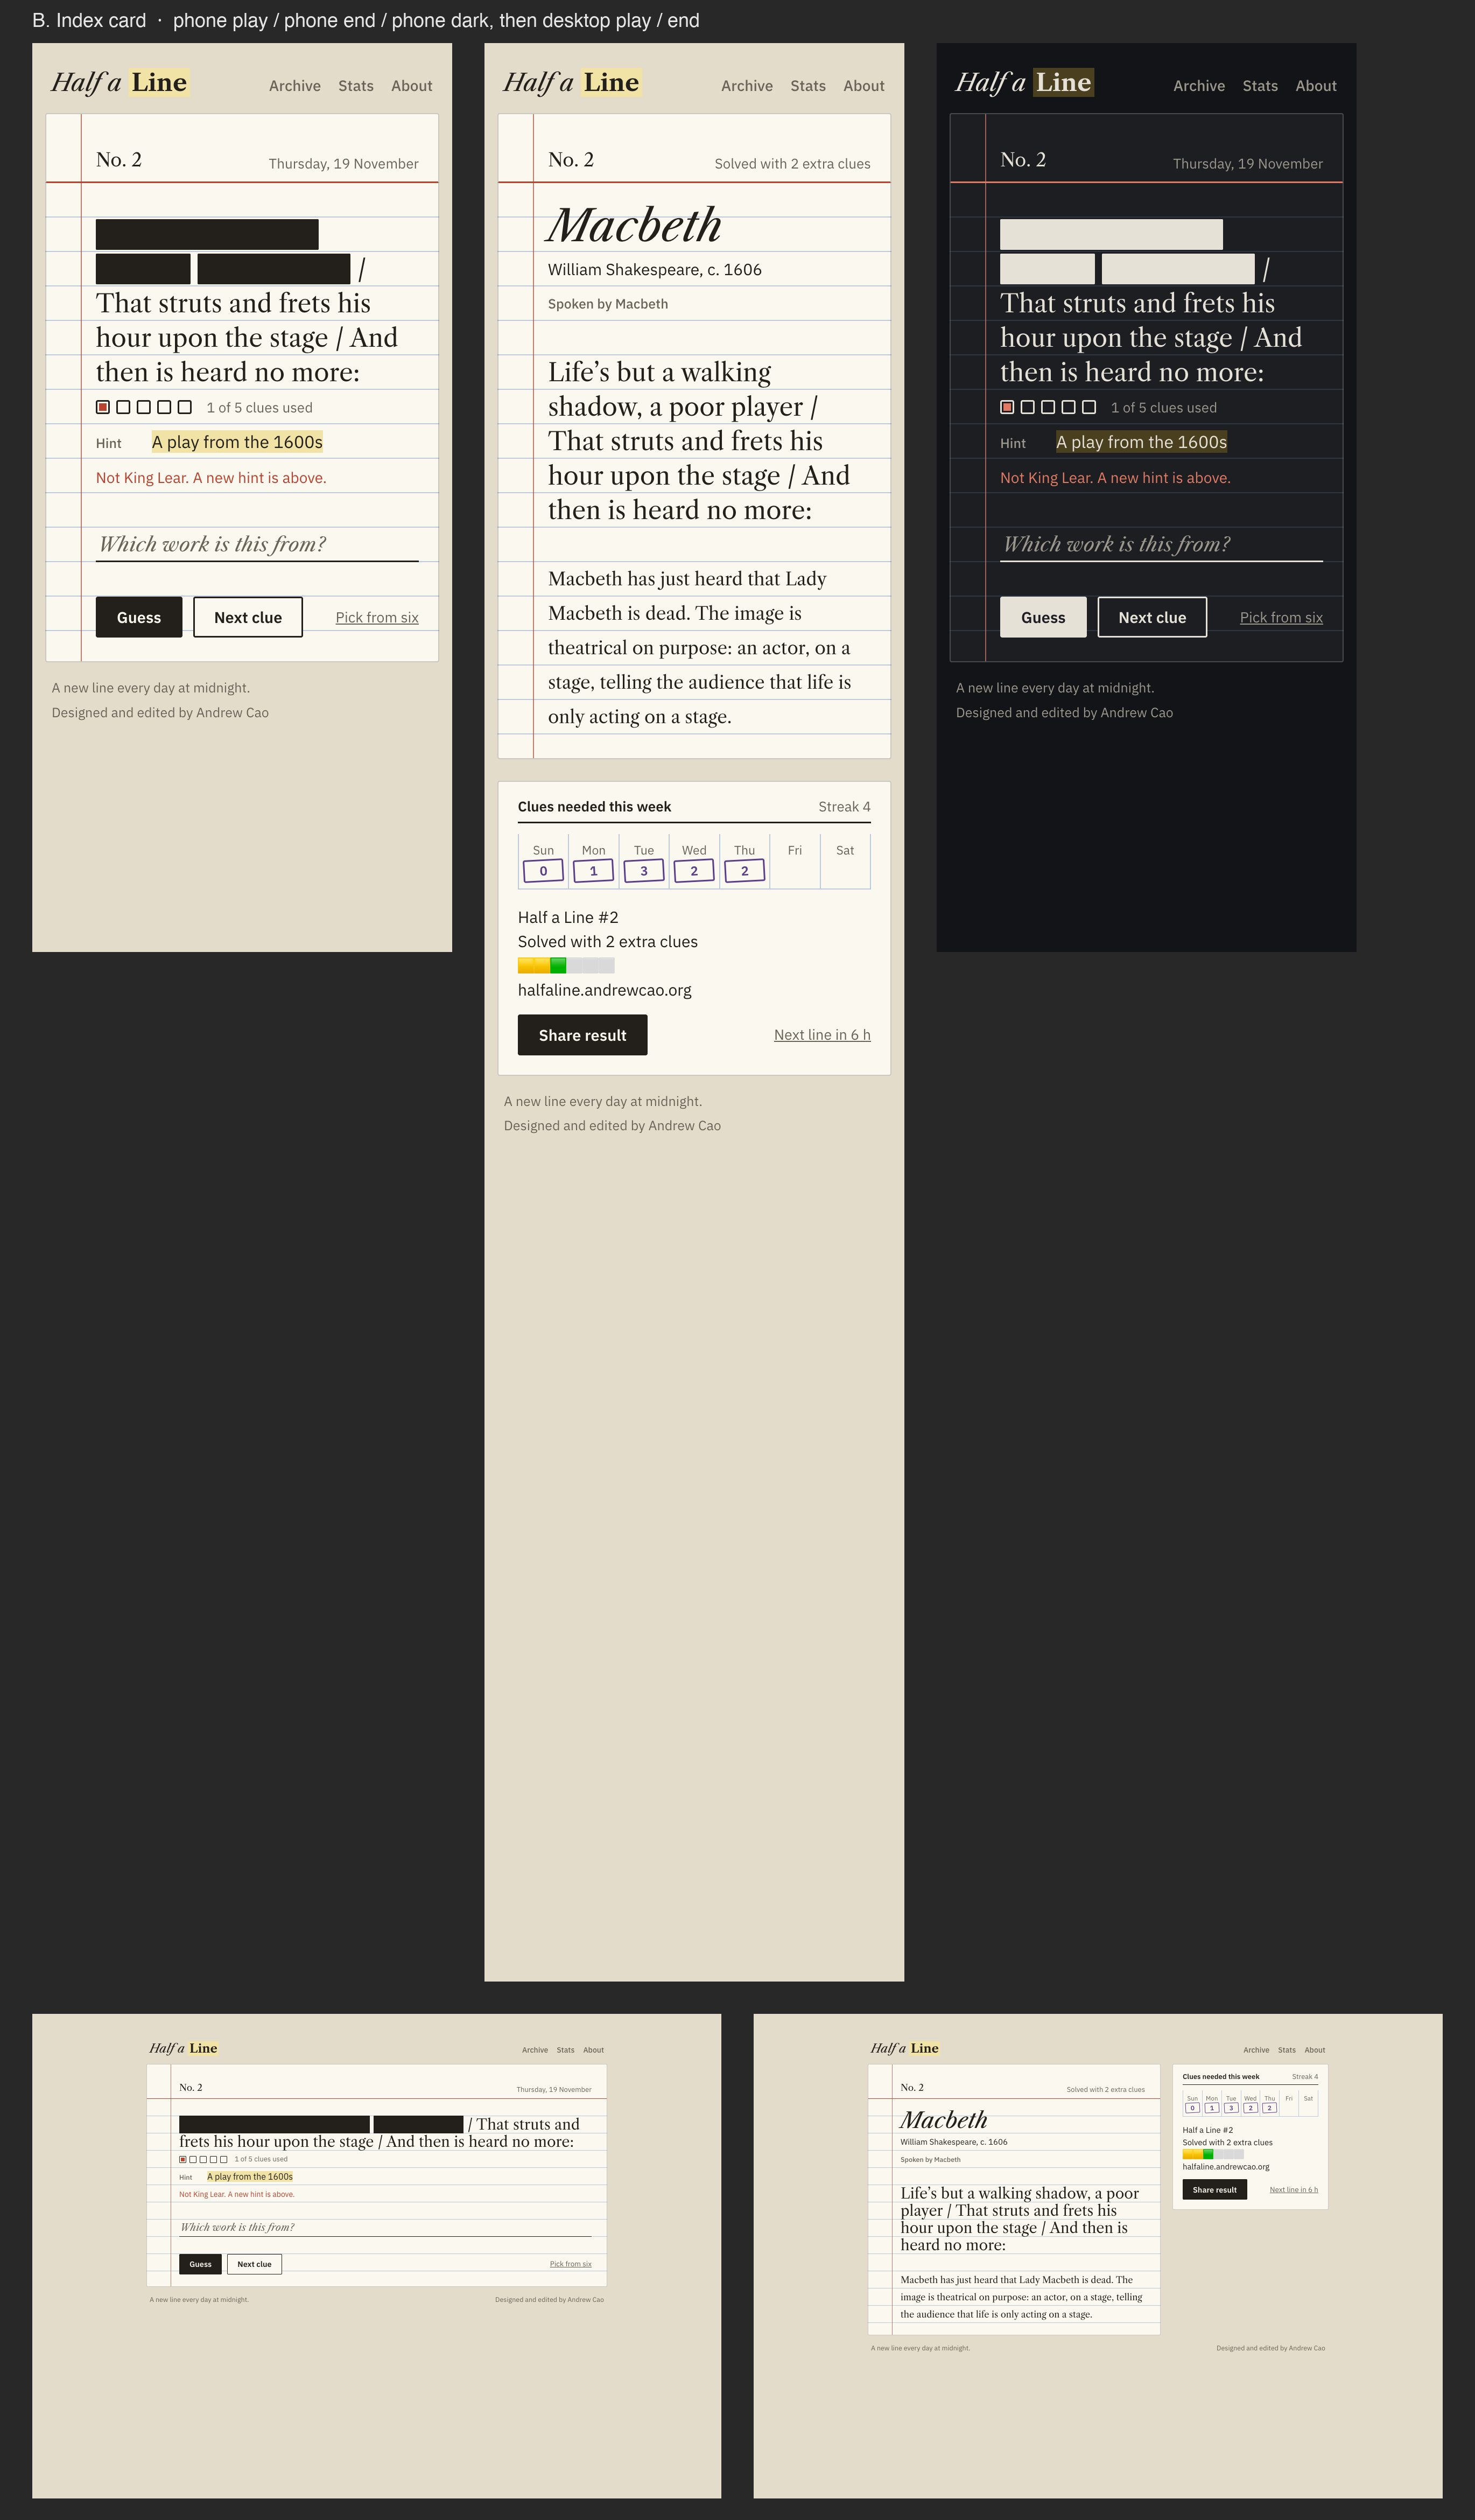 B. Index card · phone play / phone end / phone dark, then desktop play / end
Half a Line
Archive Stats About
No. 2
Thursday, 19 November
/
That struts and frets his
hour upon the stage / And
then is heard no more:
1 of 5 clues used
Hint A play from the 1600s
Not King Lear. A new hint is above.
Which work is this from?
Guess Next clue Pick from six
A new line every day at midnight.
Designed and edited by Andrew Cao
Half a Line
Archive Stats About
No. 2
Solved with 2 extra clues
Macbeth
William Shakespeare, c. 1606
Spoken by Macbeth
Life’s but a walking
shadow, a poor player /
That struts and frets his
hour upon the stage / And
then is heard no more:
Macbeth has just heard that Lady
Macbeth is dead. The image is
theatrical on purpose: an actor, on a
stage, telling the audience that life is
only acting on a stage.
Clues needed this week Streak 4
Sun Mon Tue Wed Thu Fri Sat
0 1 3 2 2
Half a Line #2
Solved with 2 extra clues
halfaline.andrewcao.org
Share result Next line in 6 h
A new line every day at midnight.
Designed and edited by Andrew Cao
Half a Line
Archive Stats About
No. 2
Thursday, 19 November
/
That struts and frets his
hour upon the stage / And
then is heard no more:
1 of 5 clues used
Hint A play from the 1600s
Not King Lear. A new hint is above.
Which work is this from?
Guess Next clue Pick from six
A new line every day at midnight.
Designed and edited by Andrew Cao
Half a Line
Archive Stats About
No. 2
Thursday, 19 November
/ That struts and
frets his hour upon the stage / And then is heard no more:
1 of 5 clues used
Hint A play from the 1600s
Not King Lear. A new hint is above.
Which work is this from?
Guess Next clue Pick from six
A new line every day at midnight.
Designed and edited by Andrew Cao
Half a Line
Archive Stats About
No. 2
Solved with 2 extra clues
Macbeth
William Shakespeare, c. 1606
Spoken by Macbeth
Life’s but a walking shadow, a poor
player / That struts and frets his
hour upon the stage / And then is
heard no more:
Macbeth has just heard that Lady Macbeth is dead. The
image is theatrical on purpose: an actor, on a stage, telling
the audience that life is only acting on a stage.
Clues needed this week Streak 4
Sun Mon Tue Wed Thu Fri Sat
0 1 3 2 2
Half a Line #2
Solved with 2 extra clues
halfaline.andrewcao.org
Share result Next line in 6 h
A new line every day at midnight.
Designed and edited by Andrew Cao